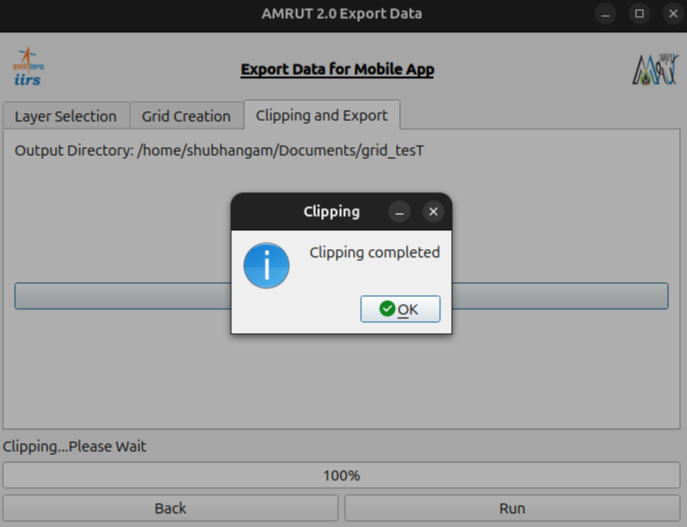 AMRUT 2.0 Export Data
iirs
Export Data for Mobile App
Layer Selection
Grid Creation
Clipping and Export
Output Directory: /home/shubhangam/Documents/grid_tesT
Clipping
Clipping completed
OK
Clipping...Please Wait
100%
Back
Run